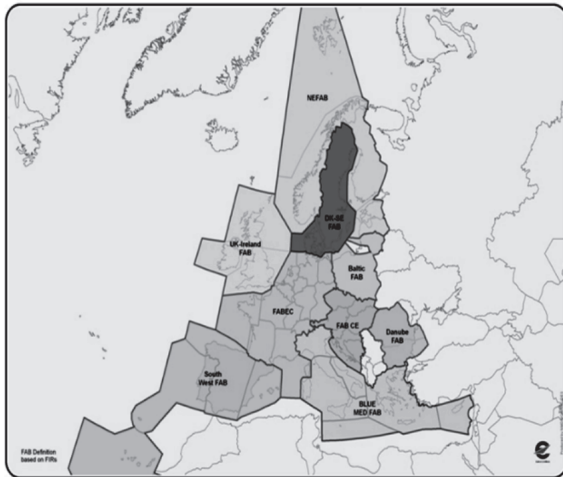 NEFAB
DK-SE
FAB
UK-Ireland
FAB
Baltic
FAB
FABEC
FAB CE
Danube
FAB
South
West FAB
BLUE
MED FAB
FAB Definition
based on FIRs